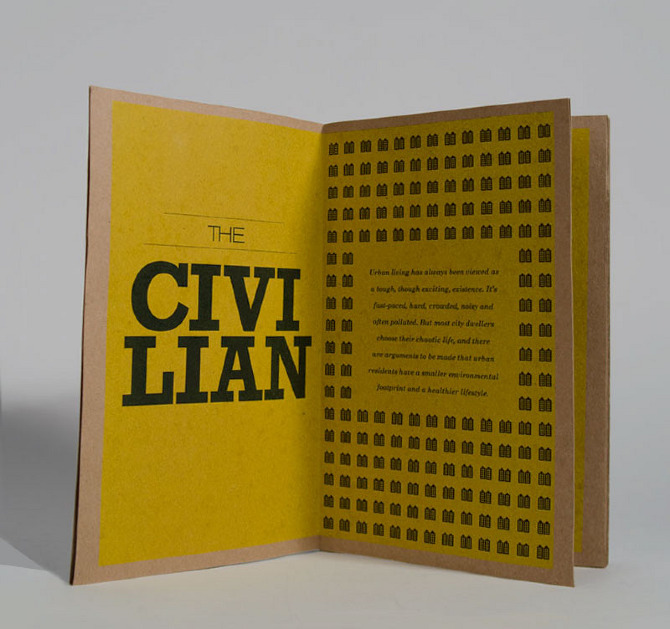 THE
CIVI
LIAN
Urban living has always been viewed as
a tough, though exciting, existence. It's
fast-paced, hard, crowded, noisy and
often polluted. But most city dwellers
choose their chaotic life, and there
are arguments to be made that urban
residents have a smaller environmental
footprint and a healthier lifestyle.